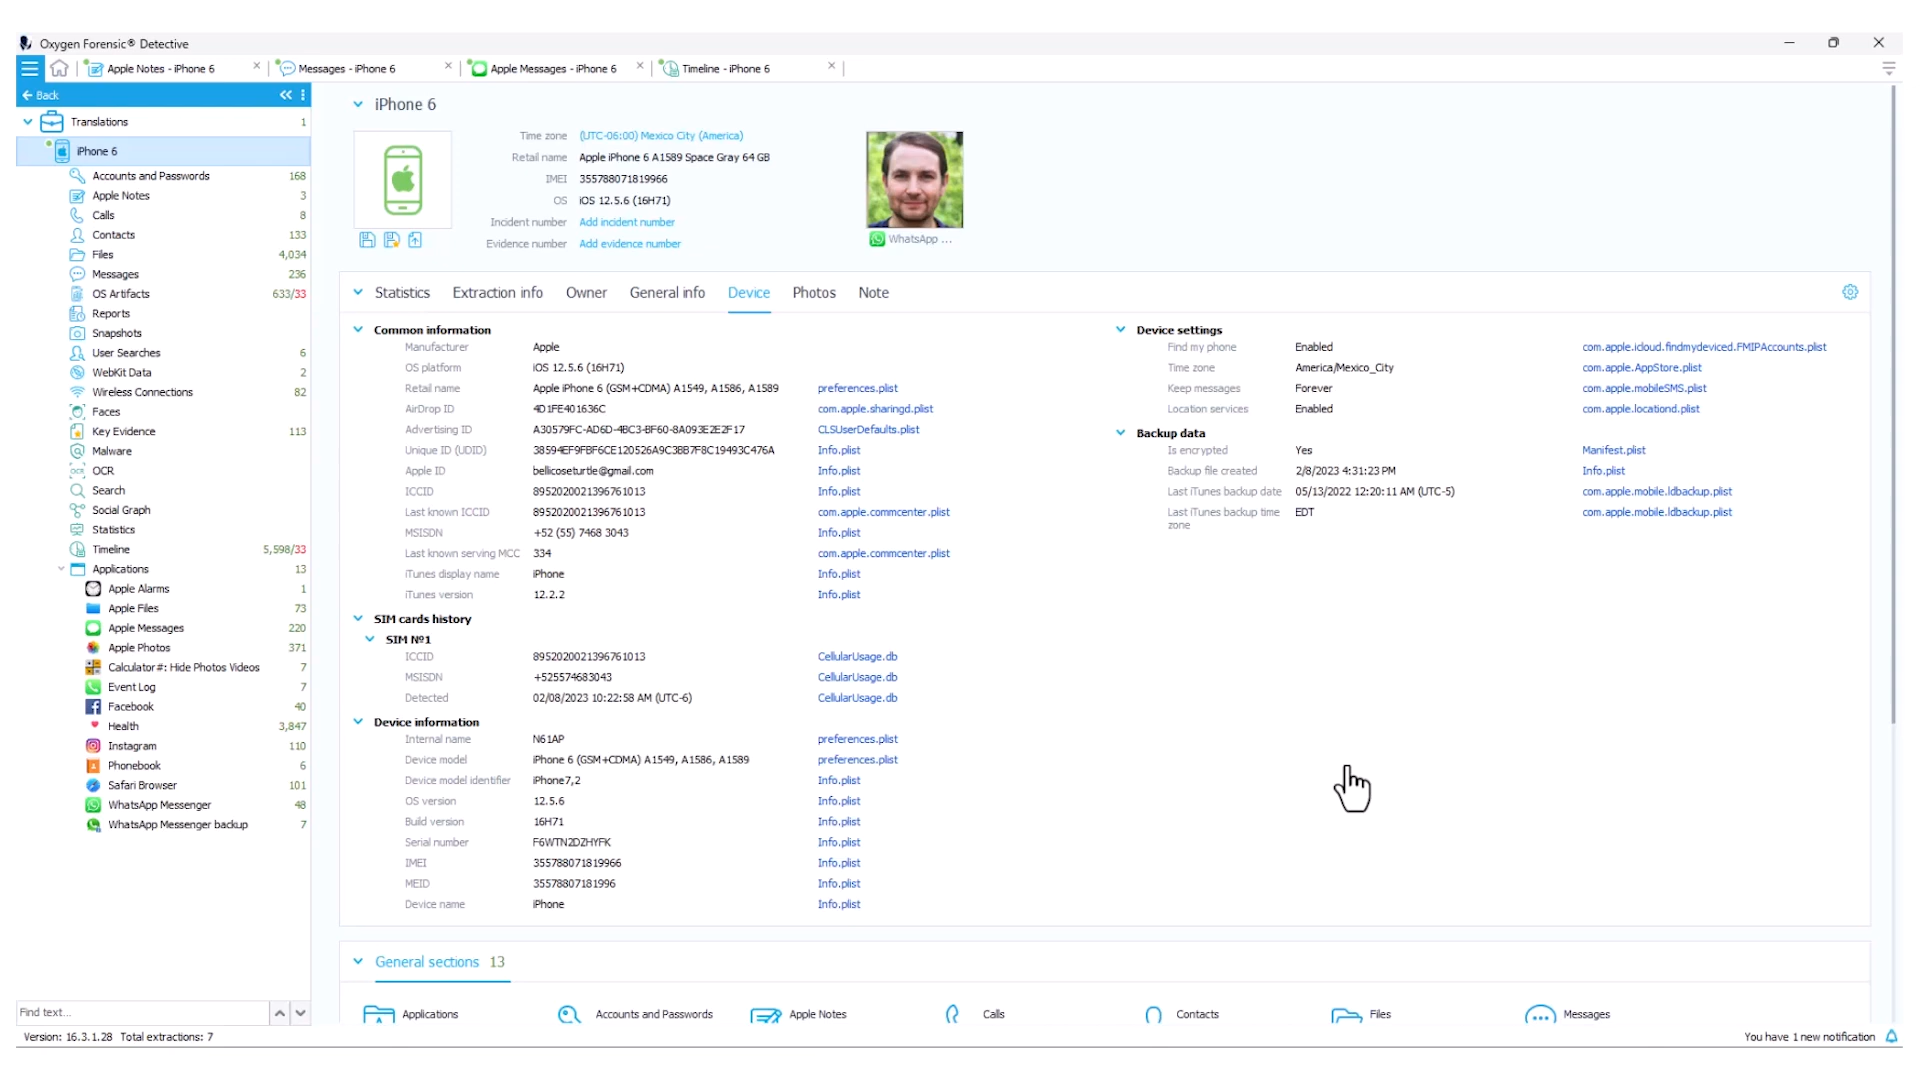 Oxygen Forensic® Detective
Apple Notes - iPhone 6
Messages - iPhone 6
Apple Messages - iPhone 6
Timeline - iPhone 6
Back
Translations 1
iPhone 6
Accounts and Passwords 168
Apple Notes 3
Calls 8
Contacts 133
Files 4,034
Messages 236
OS Artifacts 633/33
Reports
Snapshots
User Searches 6
WebKit Data 2
Wireless Connections 82
Faces
Key Evidence 113
Malware
OCR
Search
Social Graph
Statistics
Timeline 5,598/33
Applications 13
Apple Alarms 1
Apple Files 73
Apple Messages 220
Apple Photos 371
Calculator#: Hide Photos Videos 7
Event Log 7
Facebook 40
Health 3,847
Instagram 110
Phonebook 6
Safari Browser 101
WhatsApp Messenger 48
WhatsApp Messenger backup 7
Find text...
iPhone 6
Time zone (UTC-06:00) Mexico City (America)
Retail name Apple iPhone 6 A1589 Space Gray 64 GB
IMEI 355788071819966
OS iOS 12.5.6 (16H71)
Incident number Add incident number
Evidence number Add evidence number
WhatsApp ...
Statistics Extraction info Owner General info Device Photos Note
Common information
Manufacturer Apple
OS platform iOS 12.5.6 (16H71)
Retail name Apple iPhone 6 (GSM+CDMA) A1549, A1586, A1589 preferences.plist
AirDrop ID 4D1FE401636C com.apple.sharingd.plist
Advertising ID A30579FC-AD6D-4BC3-BF60-8A093E2E2F17 CLSUserDefaults.plist
Unique ID (UDID) 38594EF9FBF6CE120526A9C3BB7F8C19493C476A Info.plist
Apple ID bellicoseturtle@gmail.com Info.plist
ICCID 8952020021396761013 Info.plist
Last known ICCID 8952020021396761013 com.apple.commcenter.plist
MSISDN +52 (55) 7468 3043 Info.plist
Last known serving MCC 334 com.apple.commcenter.plist
iTunes display name iPhone Info.plist
iTunes version 12.2.2 Info.plist
SIM cards history
SIM №1
ICCID 8952020021396761013 CellularUsage.db
MSISDN +525574683043 CellularUsage.db
Detected 02/08/2023 10:22:58 AM (UTC-6) CellularUsage.db
Device information
Internal name N61AP preferences.plist
Device model iPhone 6 (GSM+CDMA) A1549, A1586, A1589 preferences.plist
Device model identifier iPhone7,2 Info.plist
OS version 12.5.6 Info.plist
Build version 16H71 Info.plist
Serial number F6WTN2DZHYFK Info.plist
IMEI 355788071819966 Info.plist
MEID 35578807181996 Info.plist
Device name iPhone Info.plist
Device settings
Find my phone Enabled com.apple.icloud.findmydeviced.FMIPAccounts.plist
Time zone America/Mexico_City com.apple.AppStore.plist
Keep messages Forever com.apple.mobileSMS.plist
Location services Enabled com.apple.locationd.plist
Backup data
Is encrypted Yes Manifest.plist
Backup file created 2/8/2023 4:31:23 PM Info.plist
Last iTunes backup date 05/13/2022 12:20:11 AM (UTC-5) com.apple.mobile.ldbackup.plist
Last iTunes backup time zone EDT com.apple.mobile.ldbackup.plist
General sections 13
Applications Accounts and Passwords Apple Notes Calls Contacts Files Messages
Version: 16.3.1.28 Total extractions: 7
You have 1 new notification